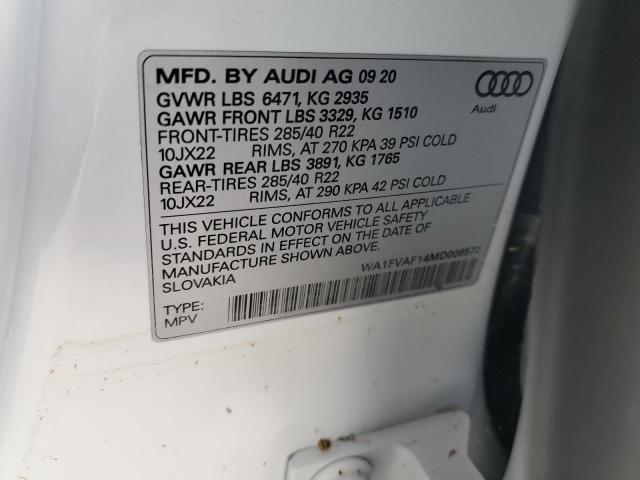 MFD. BY AUDI AG 09 20
GVWR LBS 6471, KG 2935
GAWR FRONT LBS 3329, KG 1510
FRONT-TIRES 285/40 R22
10JX22 RIMS, AT 270 KPA 39 PSI COLD
GAWR REAR LBS 3891, KG 1765
REAR-TIRES 285/40 R22
10JX22 RIMS, AT 290 KPA 42 PSI COLD
Audi
THIS VEHICLE CONFORMS TO ALL APPLICABLE
U.S. FEDERAL MOTOR VEHICLE SAFETY
STANDARDS IN EFFECT ON THE DATE OF
MANUFACTURE SHOWN ABOVE.
SLOVAKIA
WA1FVAF14MD006572
TYPE:
MPV